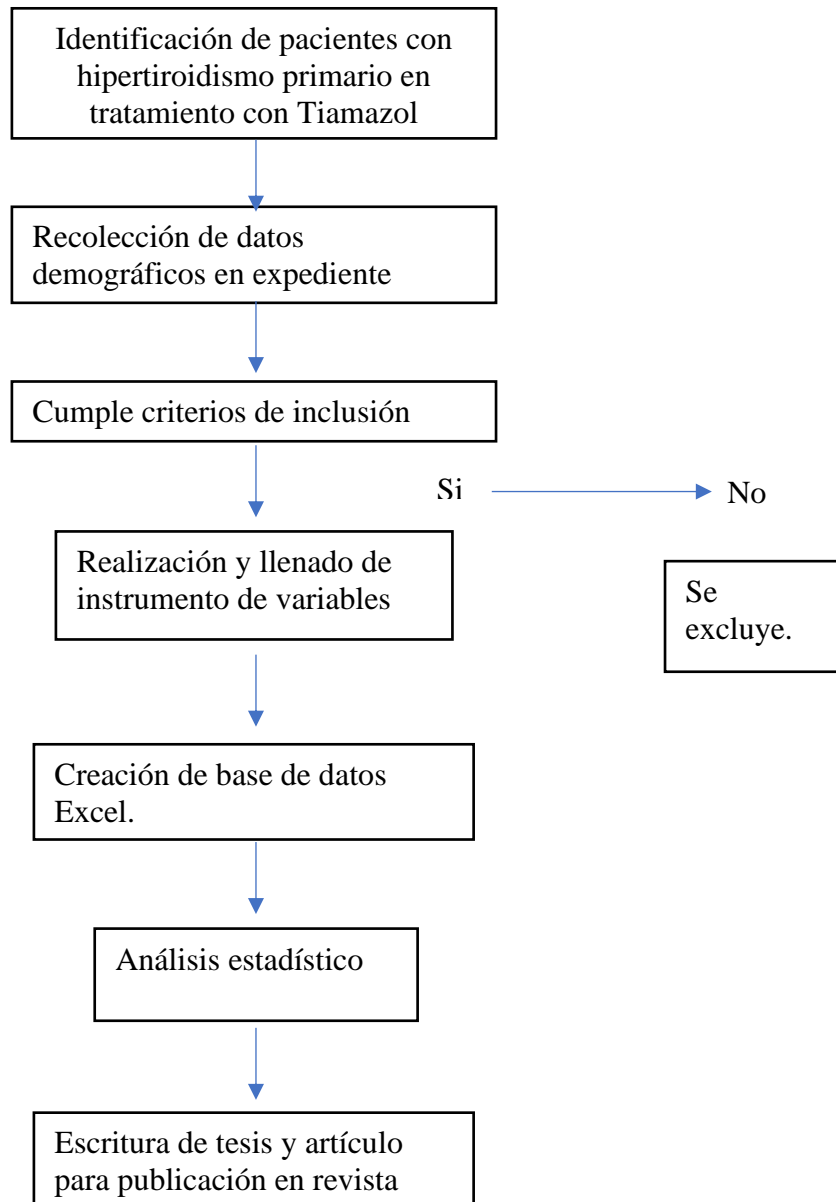 Identificación de pacientes con
hipertiroidismo primario en
tratamiento con Tiamazol
Recolección de datos
demográficos en expediente
Cumple criterios de inclusión
Si
No
Realización y llenado de
instrumento de variables
Se
excluye.
Creación de base de datos
Excel.
Análisis estadístico
Escritura de tesis y artículo
para publicación en revista